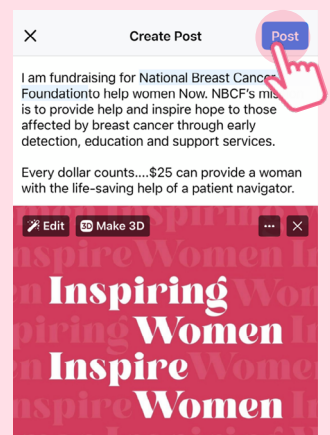 Create Post
Post
I am fundraising for National Breast Cancer
Foundationto help women Now. NBCF's mis
is to provide help and inspire hope to those
affected by breast cancer through early
detection, education and support services.
Every dollar counts....$25 can provide a woman
with the life-saving help of a patient navigator.
Edit
3D Make 3D
Inspiring
Women
Inspire
Women